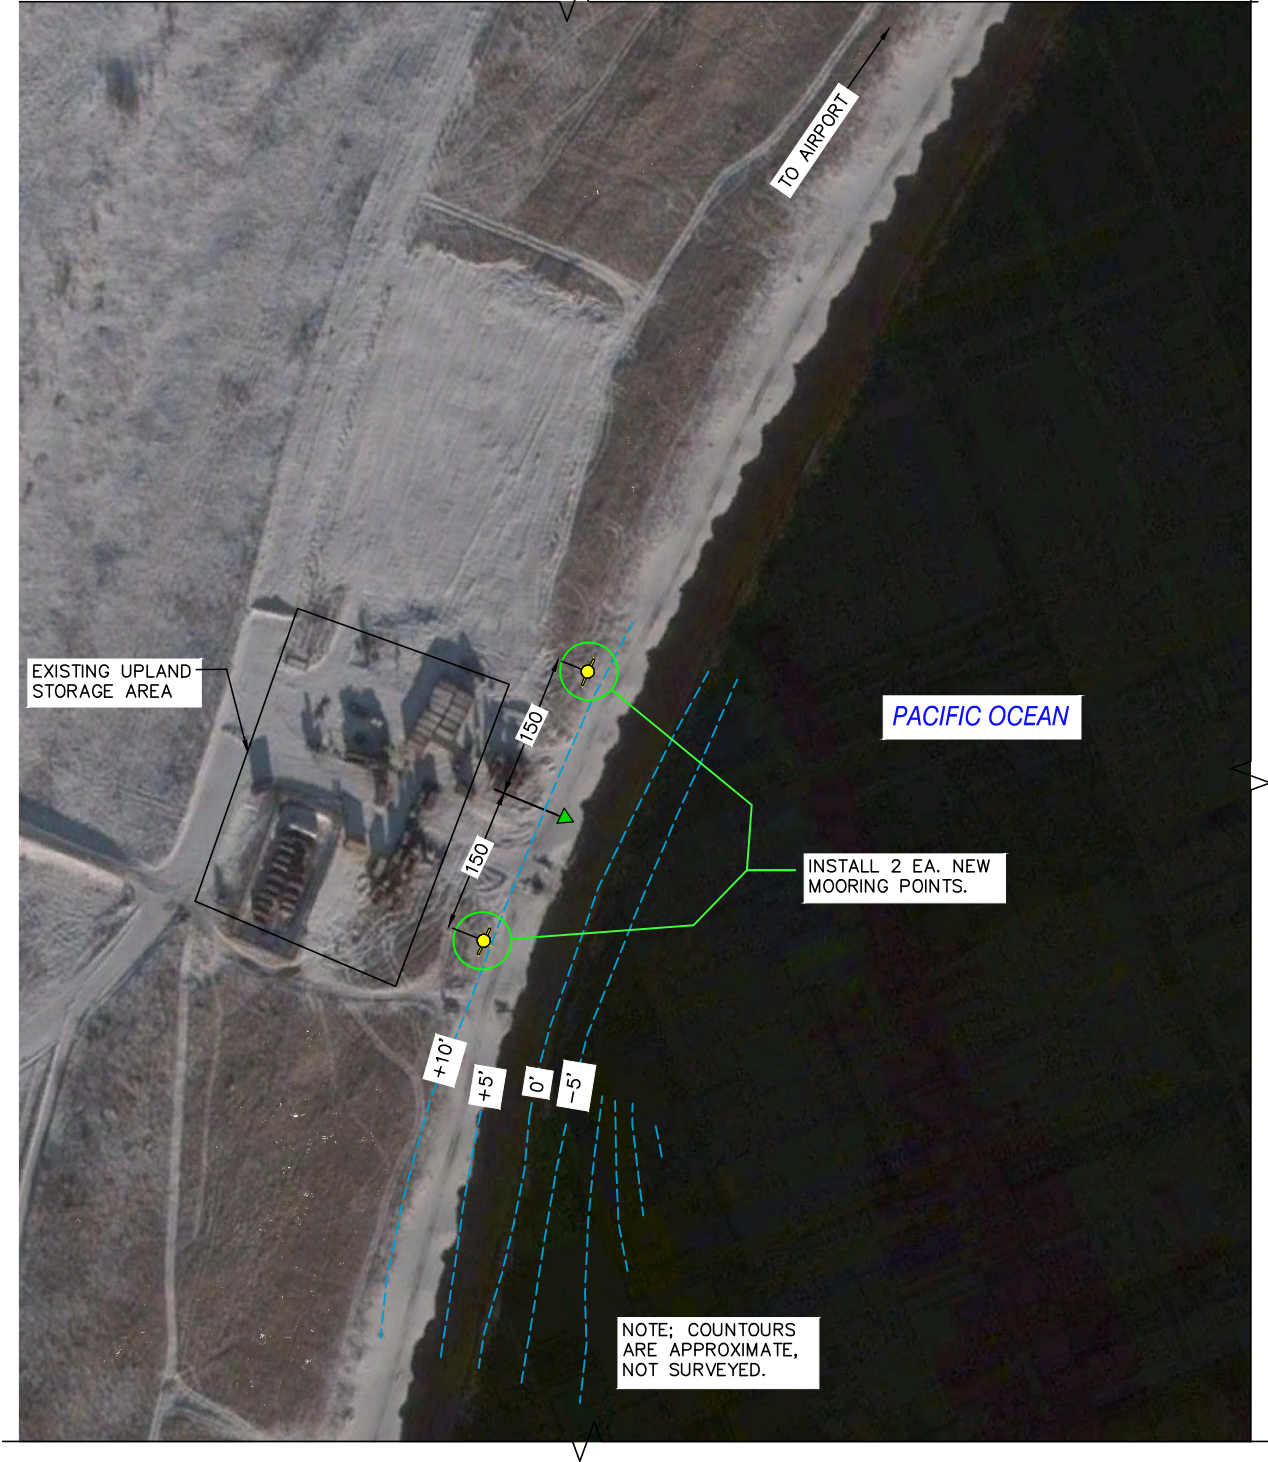 TO AIRPORT
EXISTING UPLAND
STORAGE AREA
150
PACIFIC OCEAN
150
INSTALL 2 EA. NEW
MOORING POINTS.
+10'
+5'
0'
-5'
NOTE; COUNTOURS
ARE APPROXIMATE,
NOT SURVEYED.